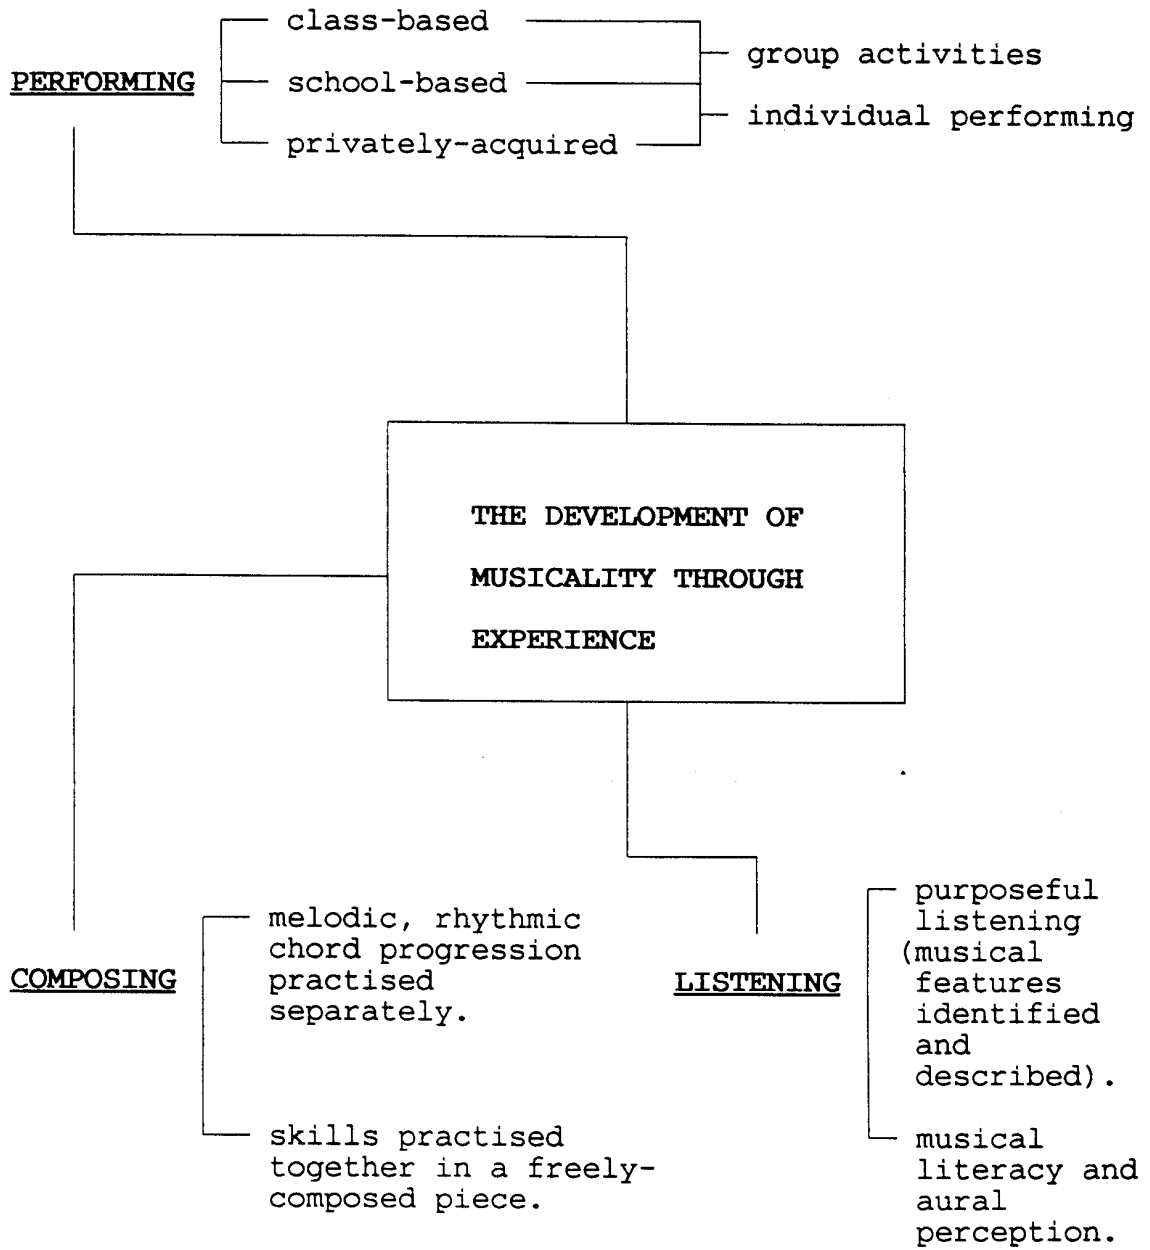 class-based
group activities
PERFORMING
school-based
individual performing
privately-acquired
THE DEVELOPMENT OF
MUSICALITY THROUGH
EXPERIENCE
COMPOSING
melodic, rhythmic
chord progression
practised
separately.
skills practised
together in a freely-
composed piece.
LISTENING
purposeful
listening
(musical
features
identified
and
described).
musical
literacy and
aural
perception.